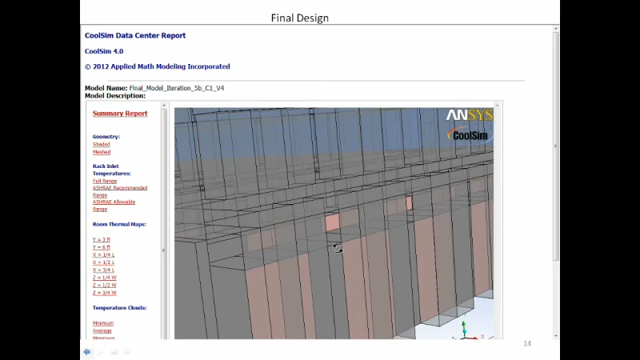 Final Design
CoolSim Data Center Report
CoolSim 4.0
© 2012 Applied Math Modeling Incorporated
Model Name: Final_Model_Iteration_5b_C1_V4
Model Description:
Summary Report
Geometry:
Shaded
Meshed
Rack Inlet
Temperatures:
Full Range
ASHRAE Recommended
Range
ASHRAE Allowable
Range
Room Thermal Maps:
Y = 3 ft
Y = 6 ft
X = 1/4 L
X = 1/2 L
X = 3/4 L
Z = 1/4 W
Z = 1/2 W
Z = 3/4 W
Temperature Clouds:
Minimum
Average
Maximum
ANSYS
CoolSim
14